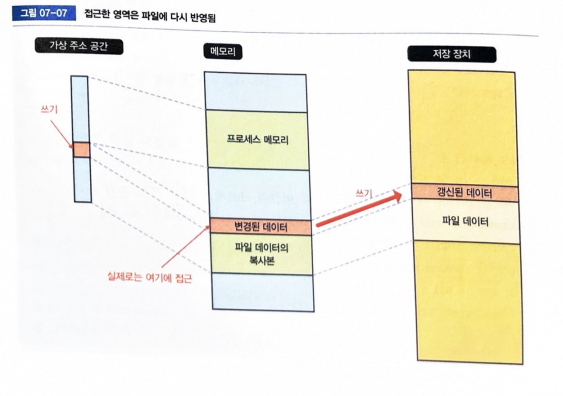 그림 07-07 접근한 영역은 파일에 다시 반영됨
가상 주소 공간
메모리
저장 장치
쓰기
프로세스 메모리
쓰기
갱신된 데이터
변경된 데이터
파일 데이터
파일 데이터의
복사본
실제로는 여기에 접근